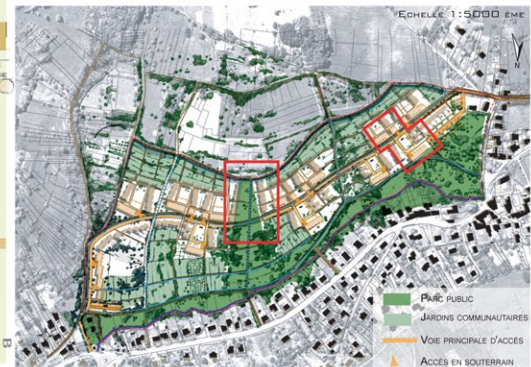 Echelle 1:5000 ème
N
Parc public
Jardins communautaires
Voie principale d'accès
Accès en souterrain
B